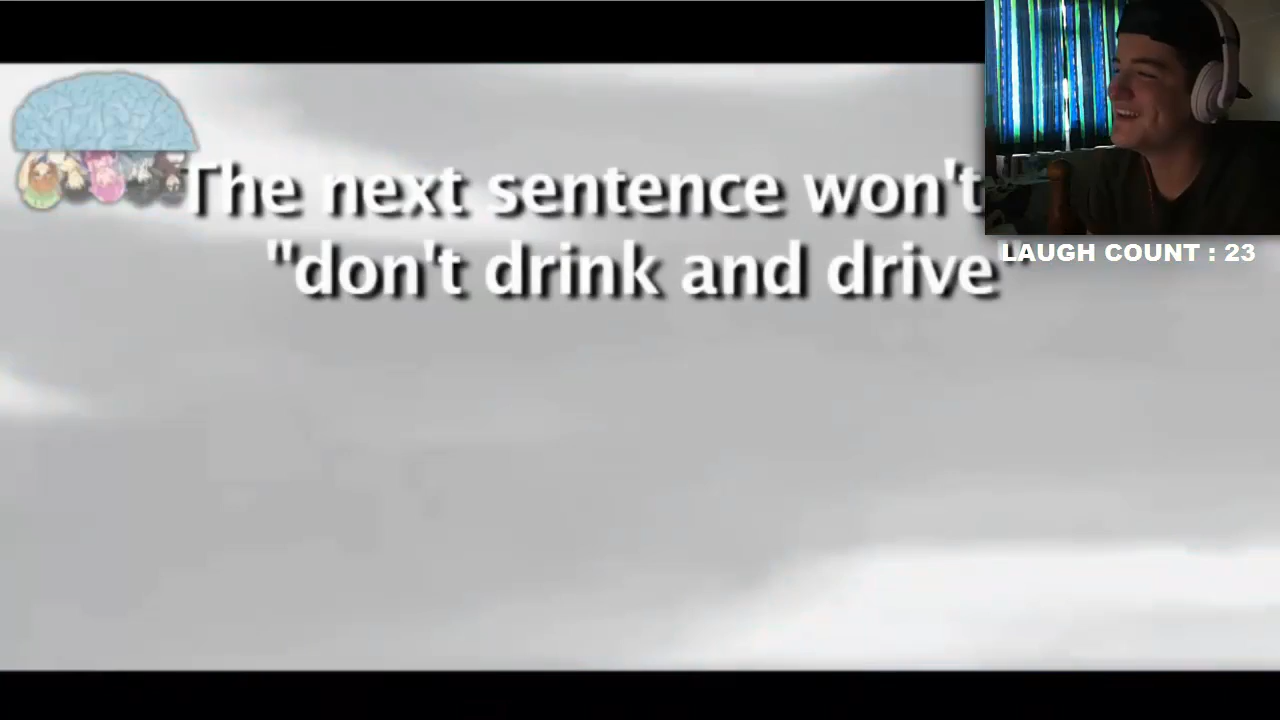 The next sentence won't
"don't drink and drive"
LAUGH COUNT : 23